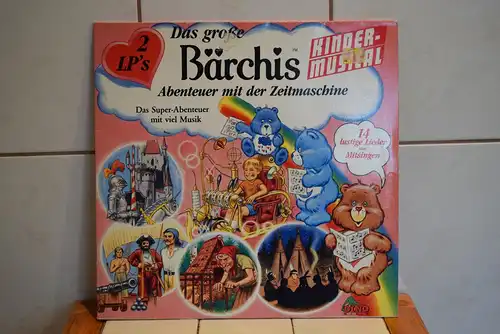 2
LP's
Das große
Bärchis
KINDER-
MUSICAL
Abenteuer mit der Zeitmaschine
Das Super-Abenteuer
mit viel Musik
14
lustige Lieder
zum
Mitsingen